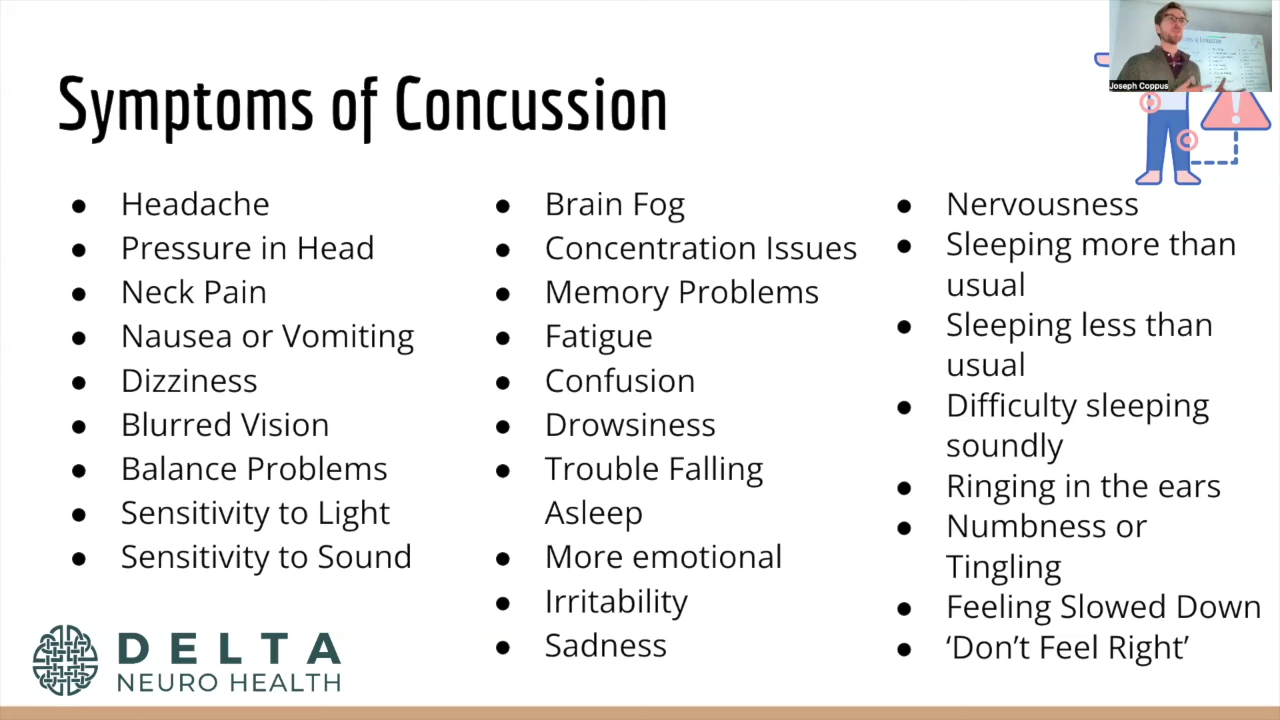 Symptoms of Concussion
Joseph Coppus
● Headache
● Pressure in Head
● Neck Pain
● Nausea or Vomiting
● Dizziness
● Blurred Vision
● Balance Problems
● Sensitivity to Light
● Sensitivity to Sound
● Brain Fog
● Concentration Issues
● Memory Problems
● Fatigue
● Confusion
● Drowsiness
● Trouble Falling
Asleep
● More emotional
● Irritability
● Sadness
● Nervousness
● Sleeping more than
usual
● Sleeping less than
usual
● Difficulty sleeping
soundly
● Ringing in the ears
● Numbness or
Tingling
● Feeling Slowed Down
● ‘Don’t Feel Right’
DELTA
NEURO HEALTH